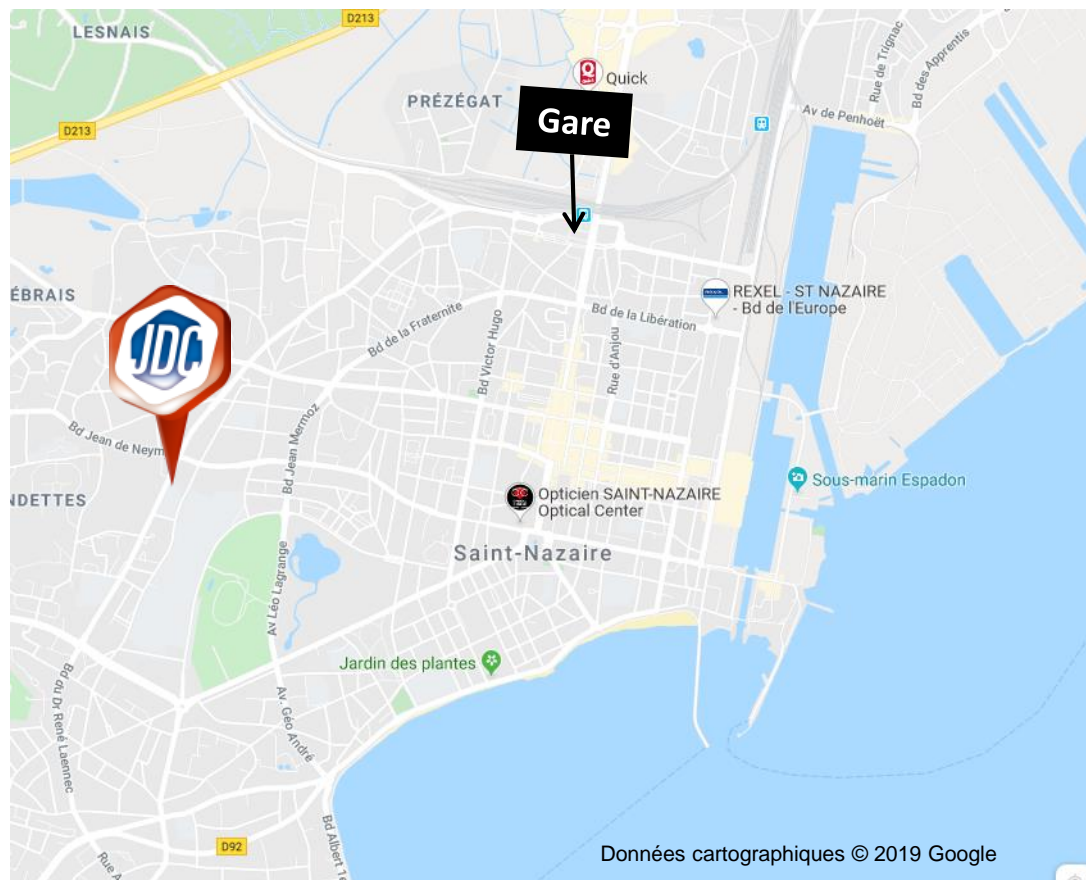 D213
LESNAIS
Quick
Rue de Trignac
Bd des Apprentis
PRÉZÉGAT
Gare
Av de Penhoët
D213
ÉBRAIS
REXEL - ST NAZAIRE
- Bd de l'Europe
Bd de la Libération
JDC
Bd de la Fraternite
Bd Victor Hugo
Rue d'Anjou
Bd Jean de Neym
Bd Jean Mermoz
Sous-marin Espadon
NDETTES
Opticien SAINT-NAZAIRE
Optical Center
Saint-Nazaire
Av Léo Lagrange
Jardin des plantes
Bd du Dr René Laennec
Av. Géo André
D92
Bd Albert 1e
Rue A
Données cartographiques © 2019 Google